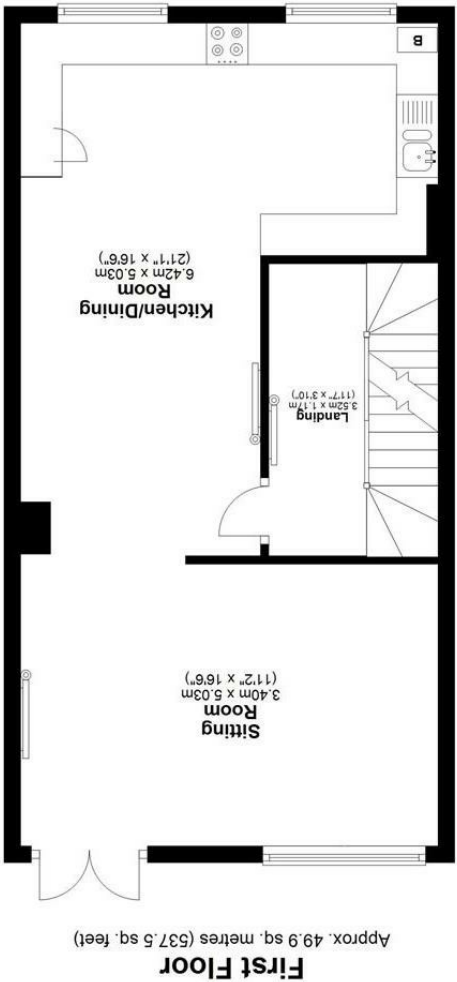 First Floor
Approx. 49.9 sq. metres (537.5 sq. feet)
Sitting
Room
3.40m x 5.03m
(11'2" x 16'6")
Landing
3.52m x 1.17m
(11'7" x 3'10")
Kitchen/Dining
Room
6.42m x 5.03m
(21'1" x 16'6")
B